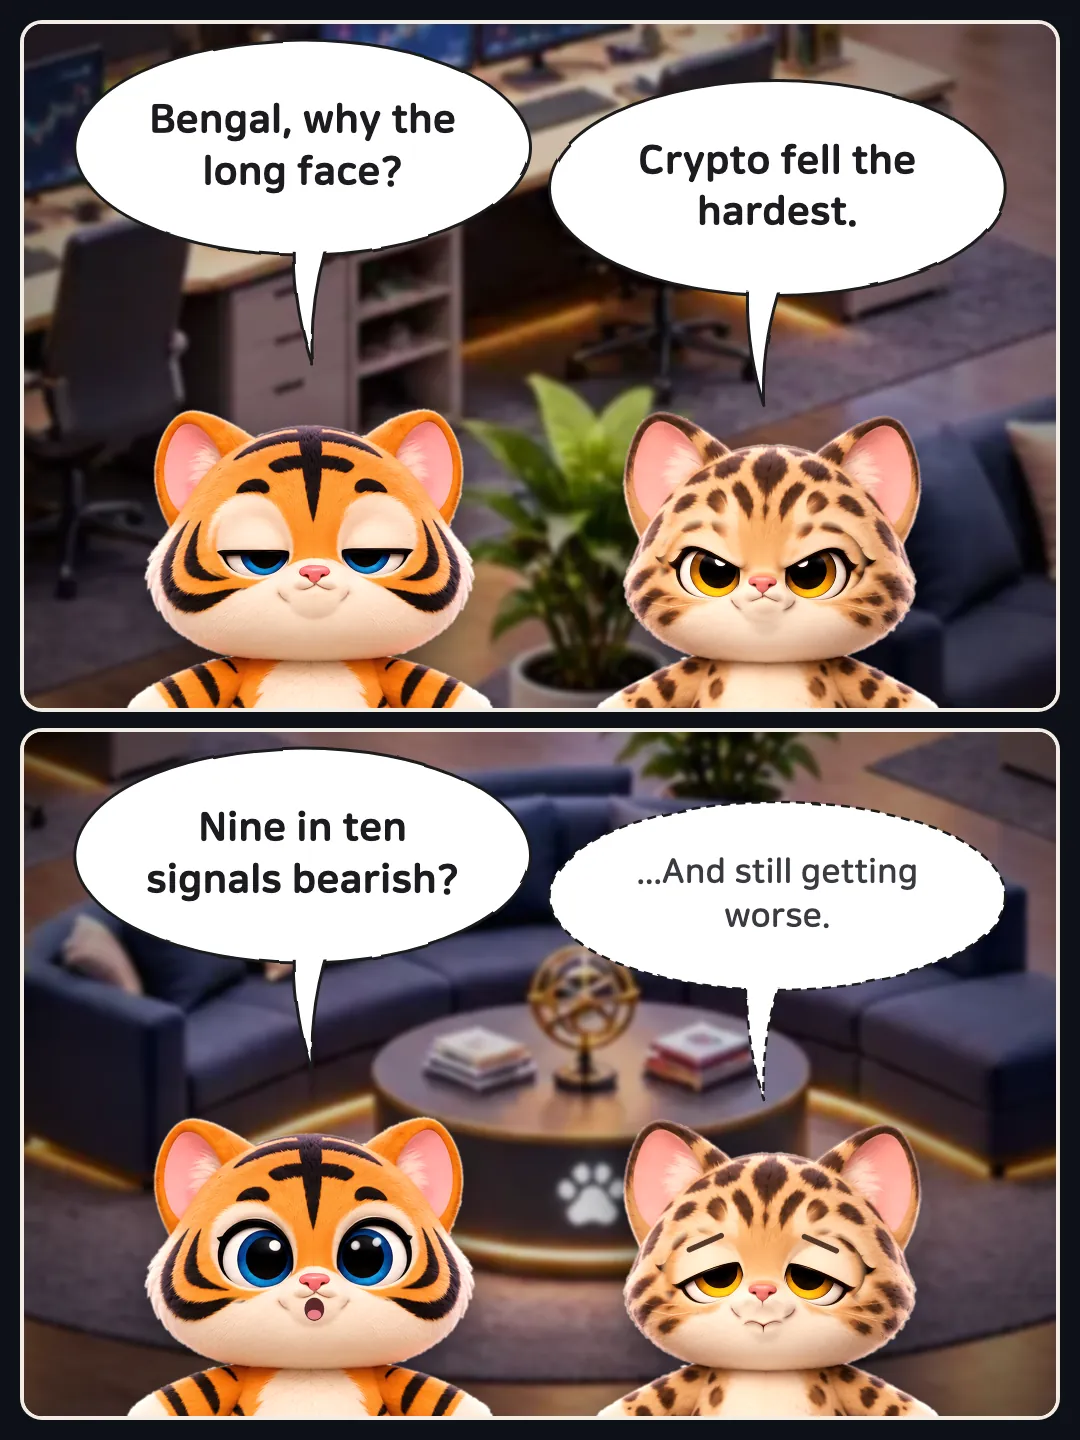 Bengal, why the
long face?
Crypto fell the
hardest.
Nine in ten
signals bearish?
...And still getting
worse.